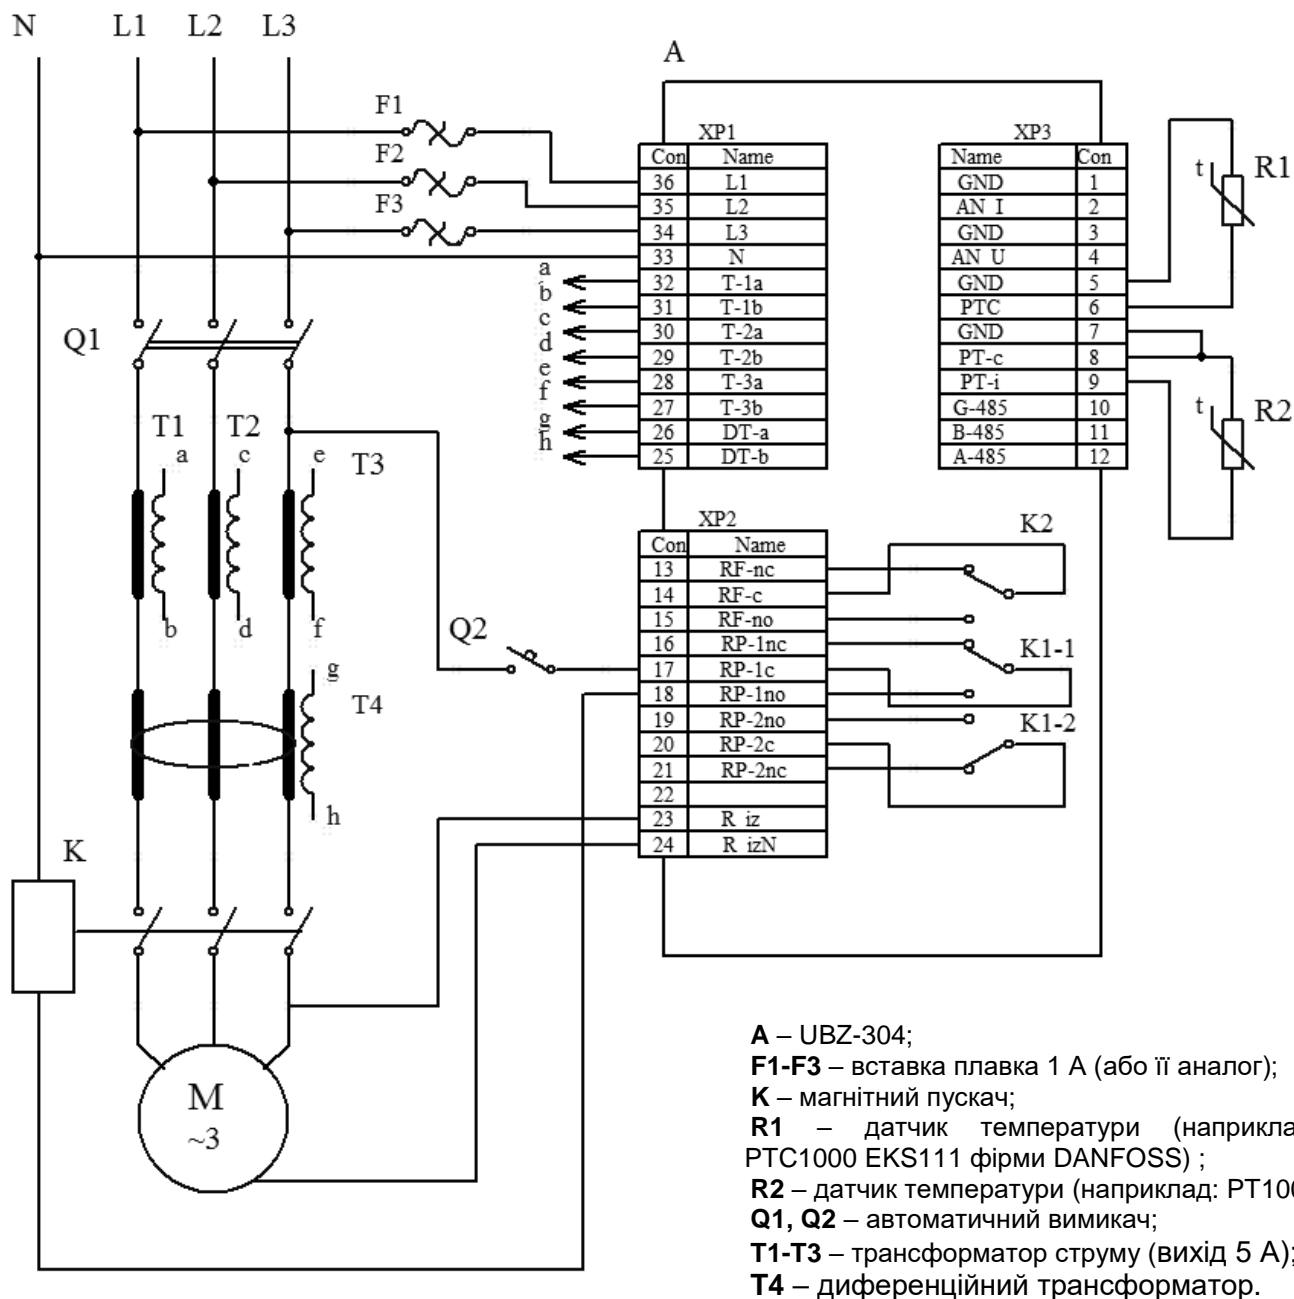 N L1 L2 L3
A
F1
F2
F3
XP1
Con Name
36 L1
35 L2
34 L3
33 N
32 T-1a
31 T-1b
30 T-2a
29 T-2b
28 T-3a
27 T-3b
26 DT-a
25 DT-b
a
b
c
d
e
f
g
h
XP3
Name Con
GND 1
AN I 2
GND 3
AN U 4
GND 5
PTC 6
GND 7
PT-c 8
PT-i 9
G-485 10
B-485 11
A-485 12
t R1
t R2
Q1
T1 T2 T3
a c e
b d f
g
T4
h
Q2
XP2
Con Name
13 RF-nc
14 RF-c
15 RF-no
16 RP-1nc
17 RP-1c
18 RP-1no
19 RP-2no
20 RP-2c
21 RP-2nc
22
23 R iz
24 R izN
K2
K1-1
K1-2
K
M
~3
A – UBZ-304;
F1-F3 – вставка плавка 1 А (або її аналог);
K – магнітний пускач;
R1 – датчик температури (наприкла
PTC1000 EKS111 фірми DANFOSS) ;
R2 – датчик температури (наприклад: PT100
Q1, Q2 – автоматичний вимикач;
T1-T3 – трансформатор струму (вихід 5 А);
T4 – диференційний трансформатор.